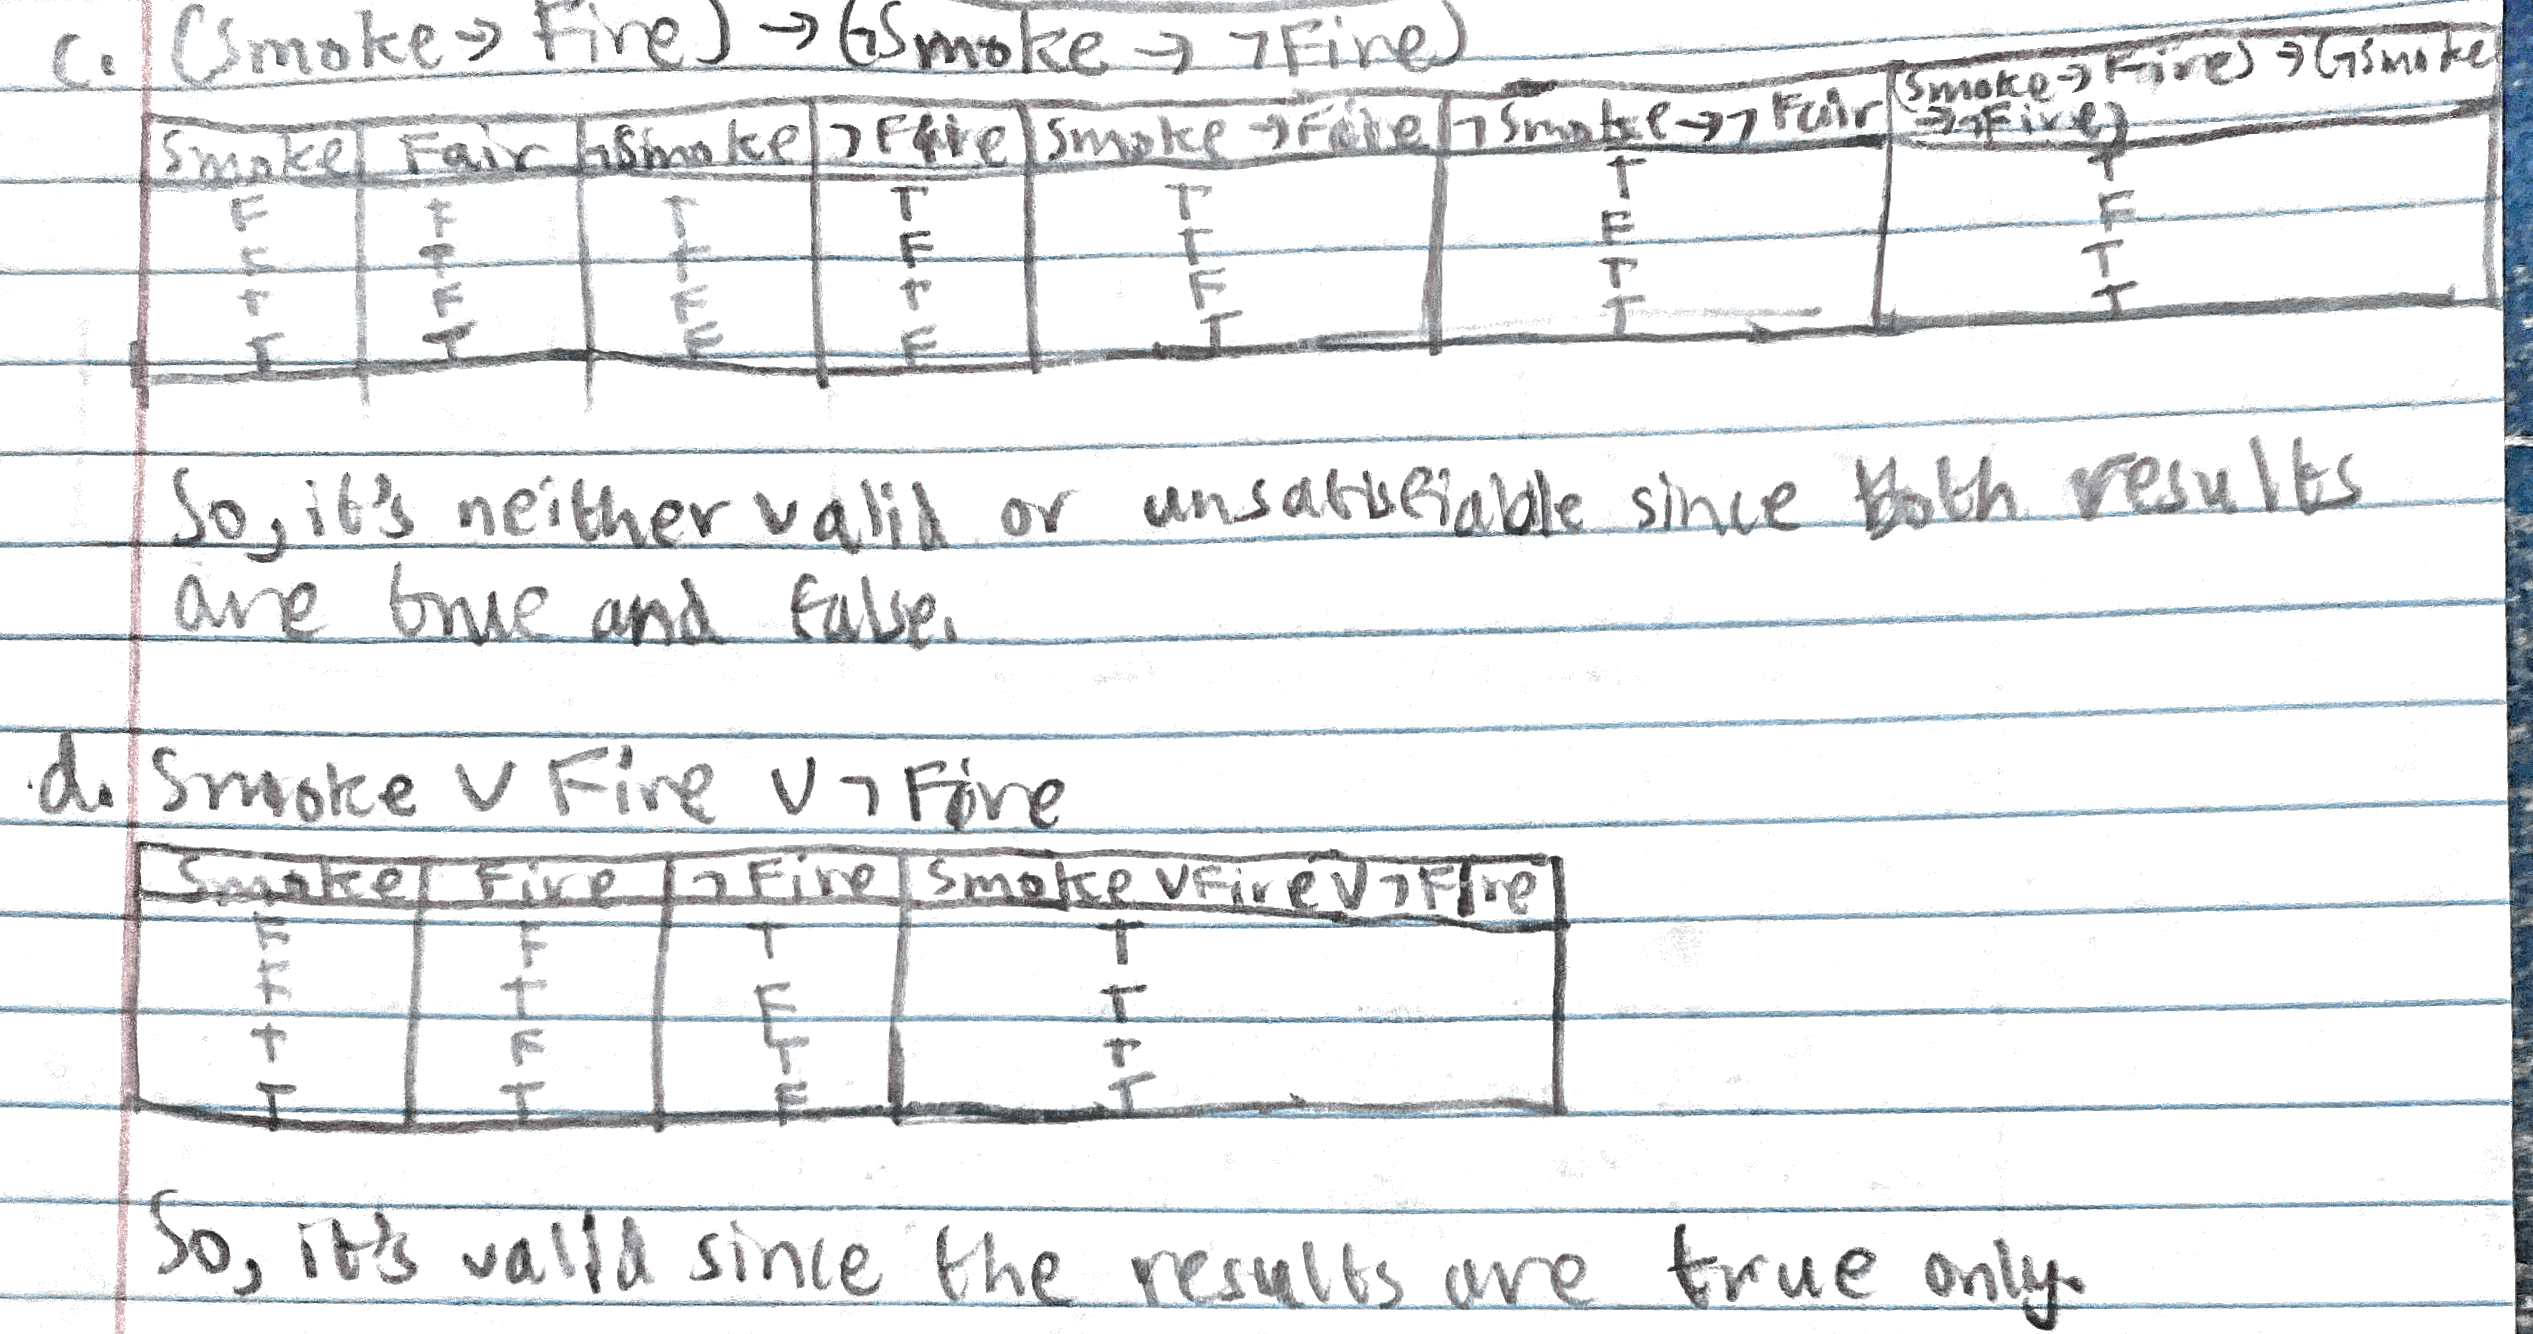 c. (Smoke → Fire) → (¬Smoke → ¬Fire)
(Smoke → Fire) → (¬Smoke
Smoke Fair ¬Smoke ¬Fire Smoke → Fire ¬Smoke → ¬Fair → ¬Fire)
F F T T T T T
F T T F T F F
T F F T F T T
T T F F T T T
So, it's neither valid or unsatisfiable since both results
are true and false.
d. Smoke V Fire V ¬Fire
Smoke Fire ¬Fire Smoke V Fire V ¬Fire
F F T T
F T F T
T F T T
T T F T
So, it's valid since the results are true only.